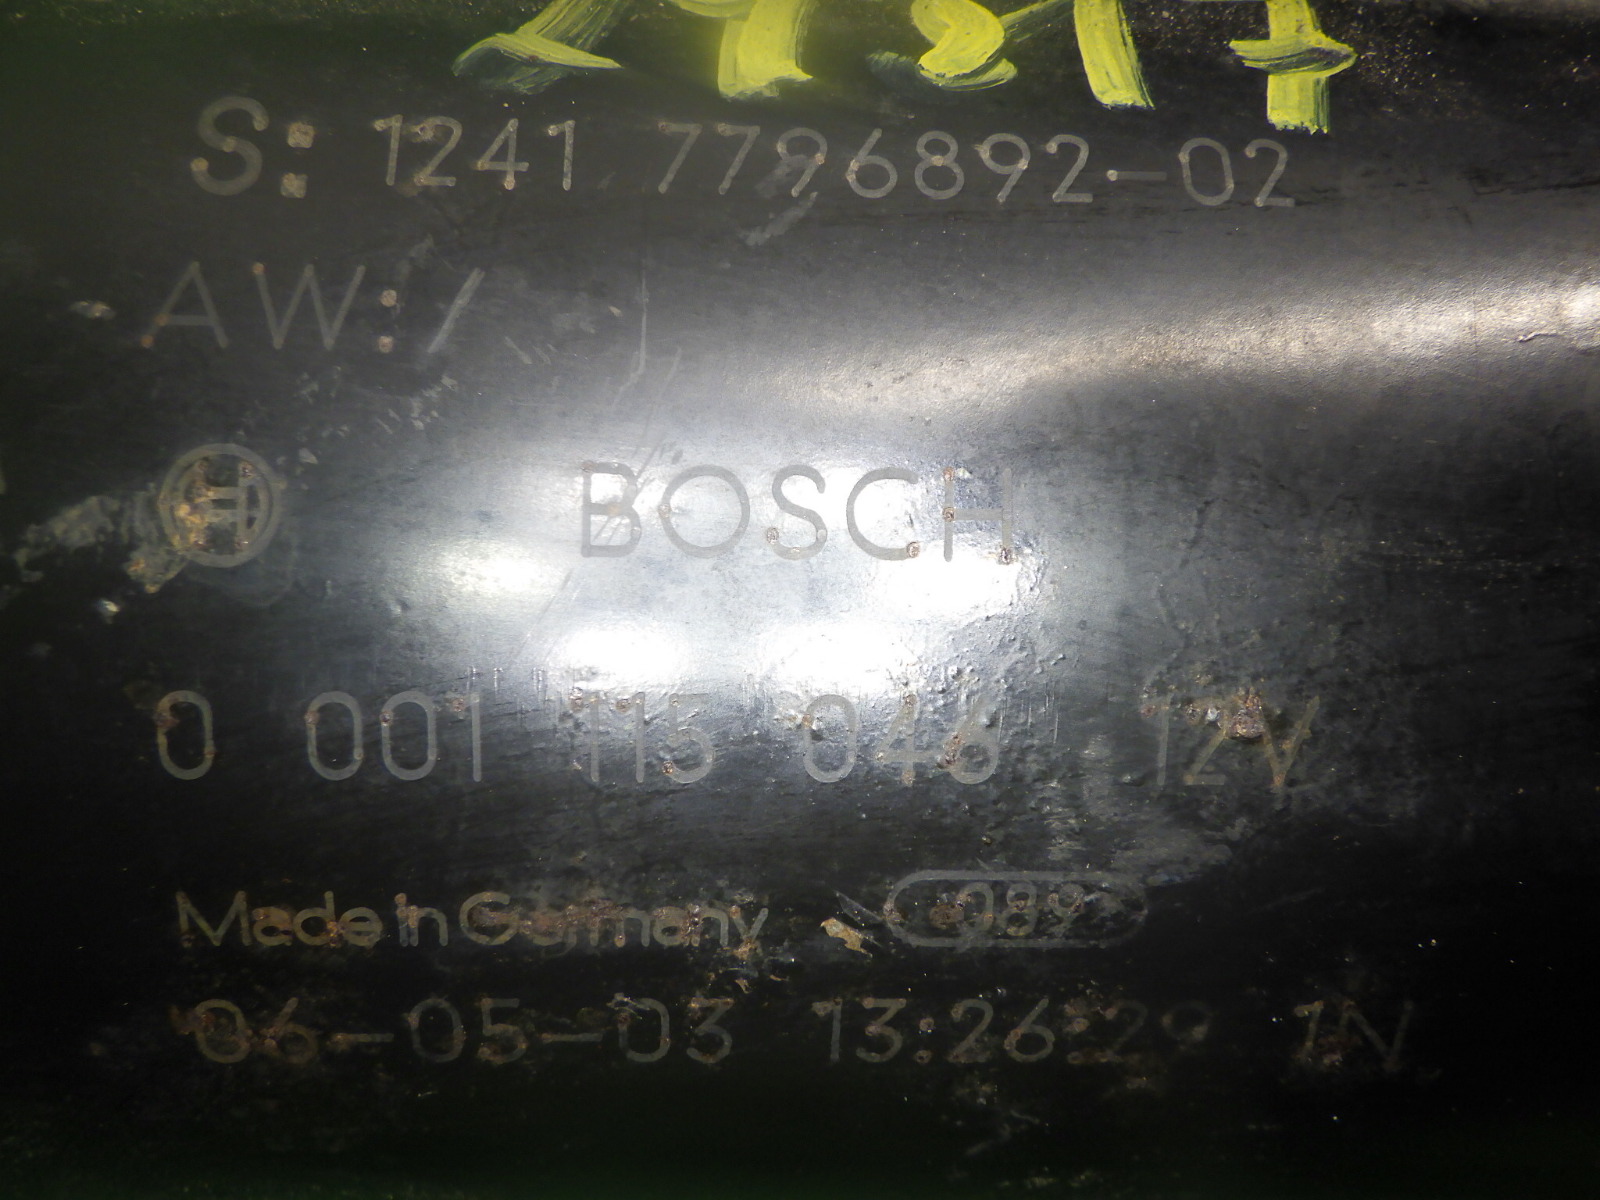 S: 1241 7796892-02
AW: /
BOSCH
0 001 115 046 12V
Made in Germany 089
06-05-03 13:26:29 1N